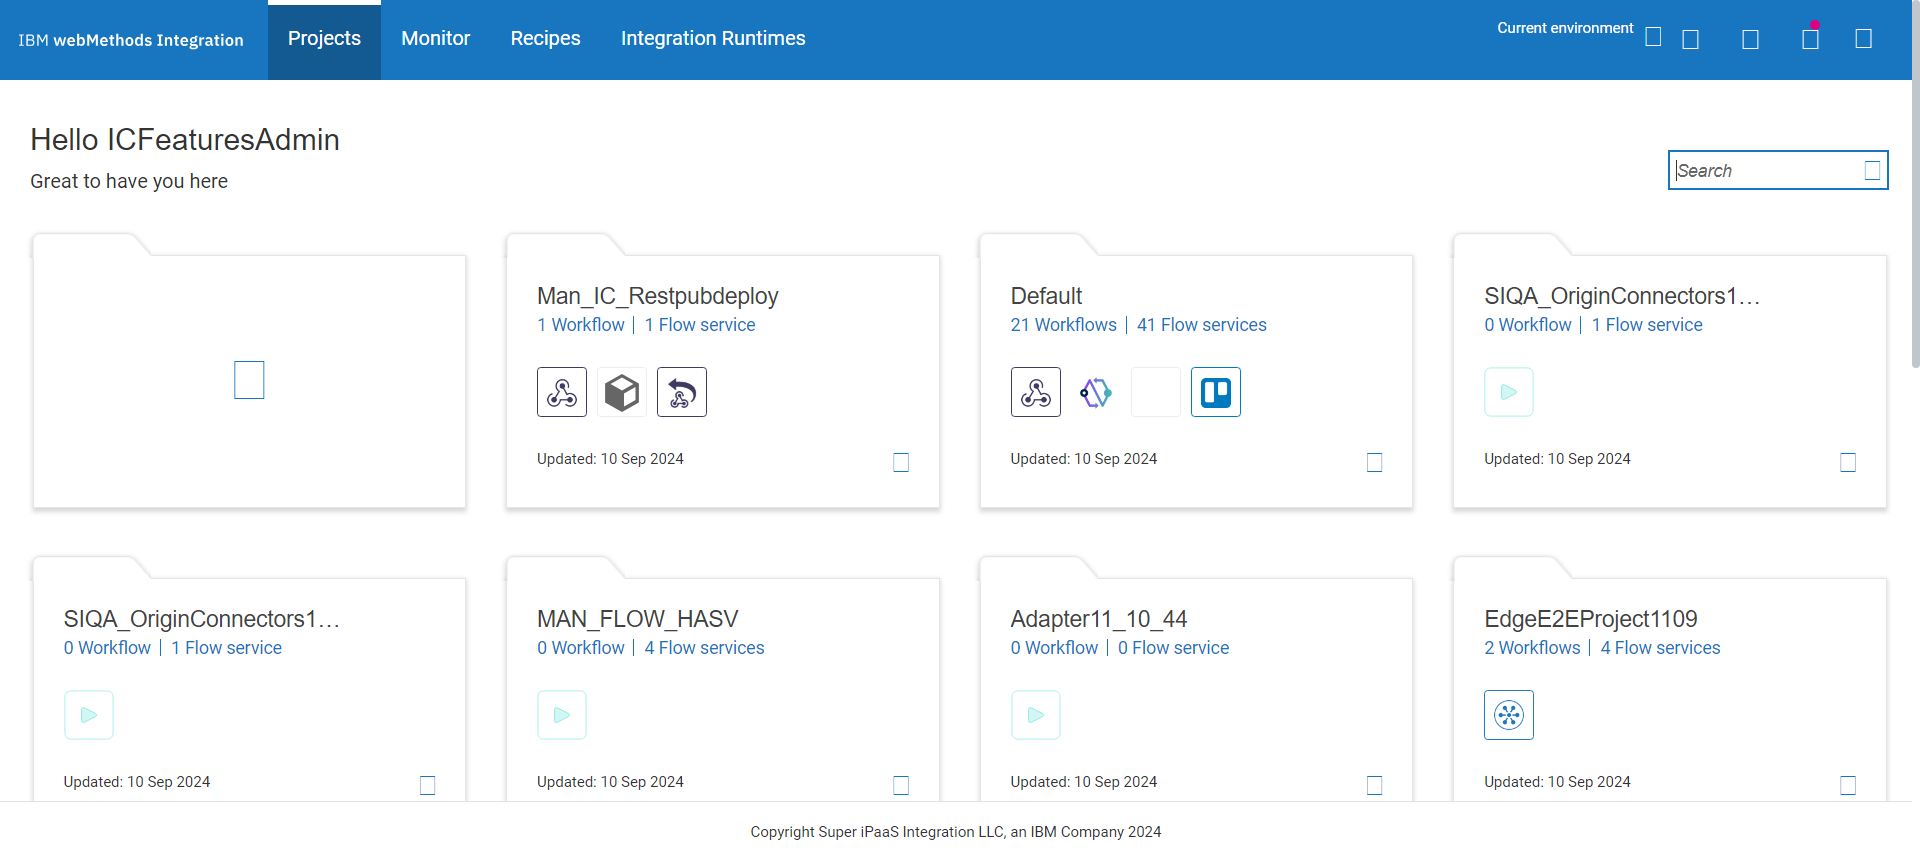 IBM webMethods Integration
Projects
Monitor
Recipes
Integration Runtimes
Current environment
Hello ICFeaturesAdmin
Great to have you here
Search
Man_IC_Restpubdeploy
1 Workflow | 1 Flow service
Updated: 10 Sep 2024
Default
21 Workflows | 41 Flow services
Updated: 10 Sep 2024
SIQA_OriginConnectors1...
0 Workflow | 1 Flow service
Updated: 10 Sep 2024
SIQA_OriginConnectors1...
0 Workflow | 1 Flow service
Updated: 10 Sep 2024
MAN_FLOW_HASV
0 Workflow | 4 Flow services
Updated: 10 Sep 2024
Adapter11_10_44
0 Workflow | 0 Flow service
Updated: 10 Sep 2024
EdgeE2EProject1109
2 Workflows | 4 Flow services
Updated: 10 Sep 2024
Copyright Super iPaaS Integration LLC, an IBM Company 2024